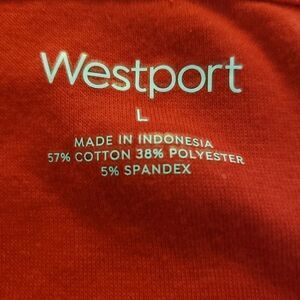 Westport
L
MADE IN INDONESIA
57% COTTON 38% POLYESTER
5% SPANDEX